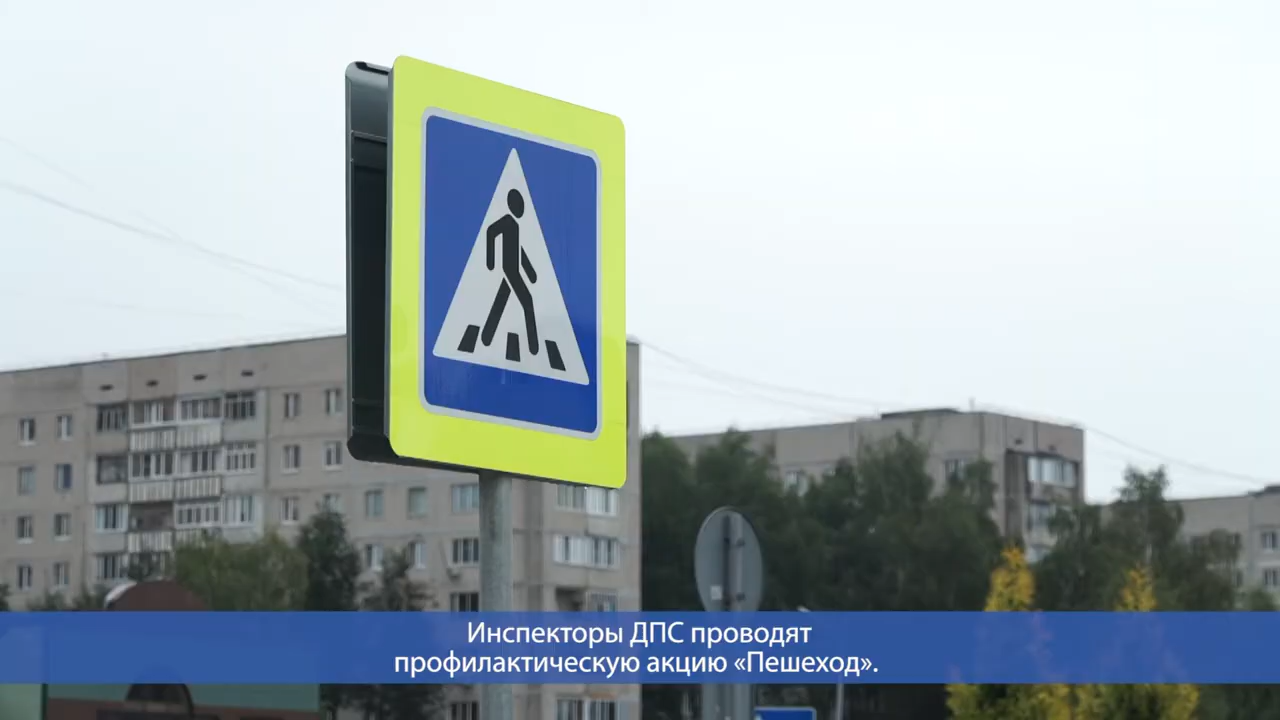 Инспекторы ДПС проводят
профилактическую акцию «Пешеход».